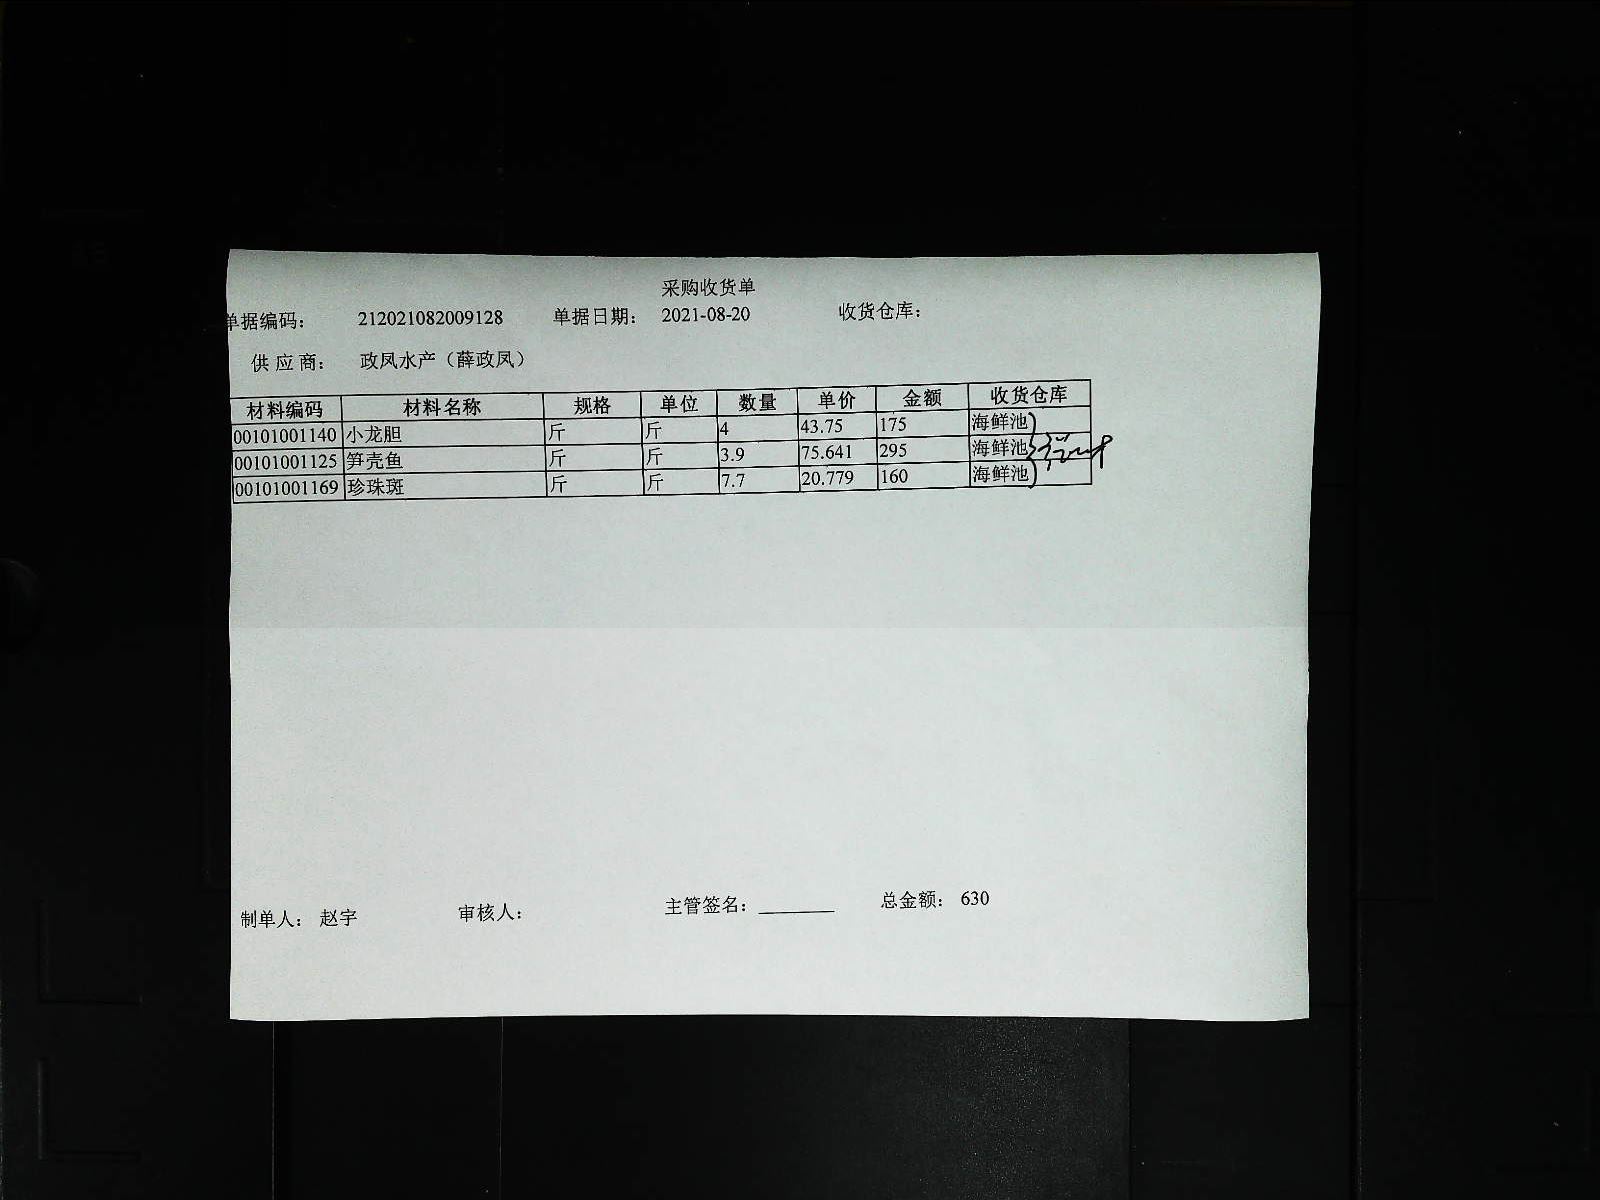 采购收货单
单据编码: 212021082009128 单据日期: 2021-08-20 收货仓库:
供应商: 政凤水产（薛政凤）
材料编码 材料名称 规格 单位 数量 单价 金额 收货仓库
00101001140 小龙胆 斤 斤 4 43.75 175 海鲜池
00101001125 笋壳鱼 斤 斤 3.9 75.641 295 海鲜池
00101001169 珍珠斑 斤 斤 7.7 20.779 160 海鲜池
制单人: 赵宇 审核人: 主管签名: ________ 总金额: 630